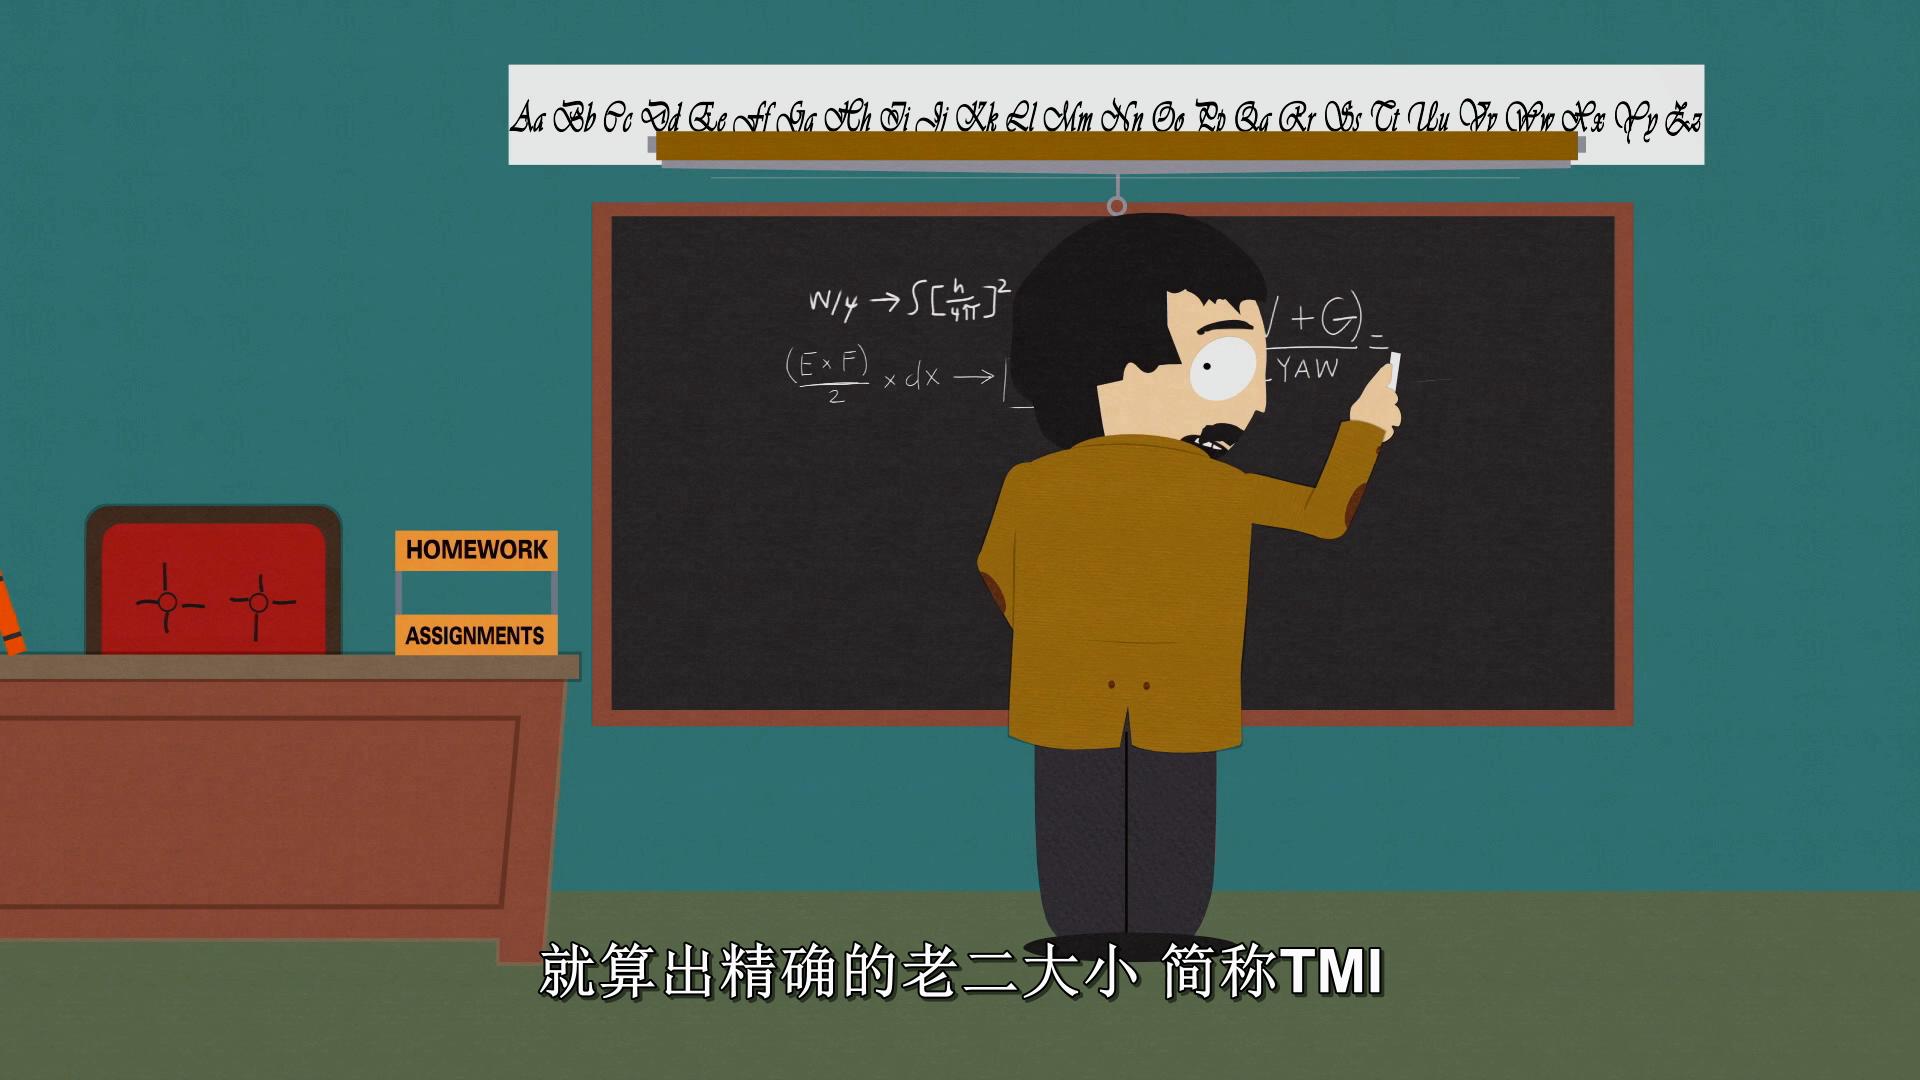 Aa Bb Cc Dd Ee Ff Gg Hh Ii Jj Kk Ll Mm Nn Oo Pp Qq Rr Ss Tt Uu Vv Ww Xx Yy Zz
W/y → ∫[h/4π]²
+ G) =
YAW
(E x F)/2 x dx →
HOMEWORK
ASSIGNMENTS
就算出精确的老二大小 简称TMI